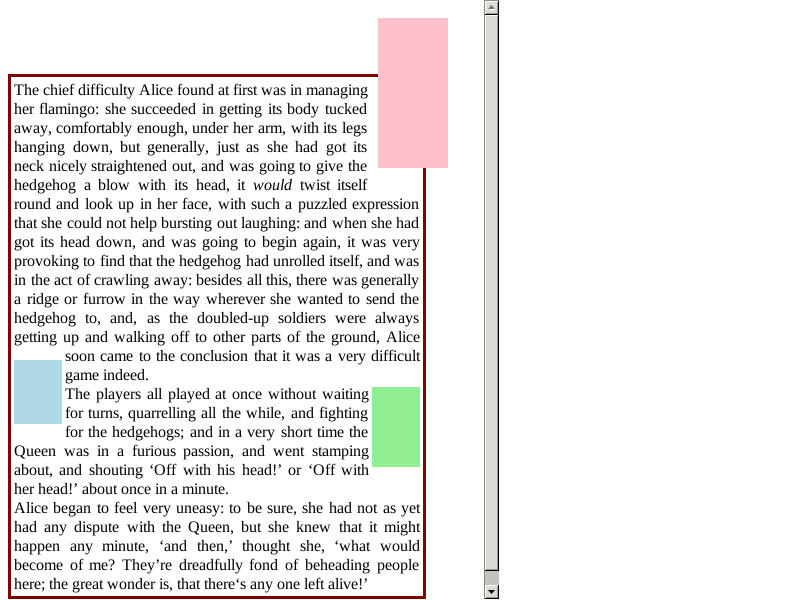 The chief difficulty Alice found at first was in managing
her flamingo: she succeeded in getting its body tucked
away, comfortably enough, under her arm, with its legs
hanging down, but generally, just as she had got its
neck nicely straightened out, and was going to give the
hedgehog a blow with its head, it would twist itself
round and look up in her face, with such a puzzled expression
that she could not help bursting out laughing: and when she had
got its head down, and was going to begin again, it was very
provoking to find that the hedgehog had unrolled itself, and was
in the act of crawling away: besides all this, there was generally
a ridge or furrow in the way wherever she wanted to send the
hedgehog to, and, as the doubled-up soldiers were always
getting up and walking off to other parts of the ground, Alice
soon came to the conclusion that it was a very difficult
game indeed.
The players all played at once without waiting
for turns, quarrelling all the while, and fighting
for the hedgehogs; and in a very short time the
Queen was in a furious passion, and went stamping
about, and shouting ‘Off with his head!’ or ‘Off with
her head!’ about once in a minute.
Alice began to feel very uneasy: to be sure, she had not as yet
had any dispute with the Queen, but she knew that it might
happen any minute, ‘and then,’ thought she, ‘what would
become of me? They’re dreadfully fond of beheading people
here; the great wonder is, that there‘s any one left alive!’